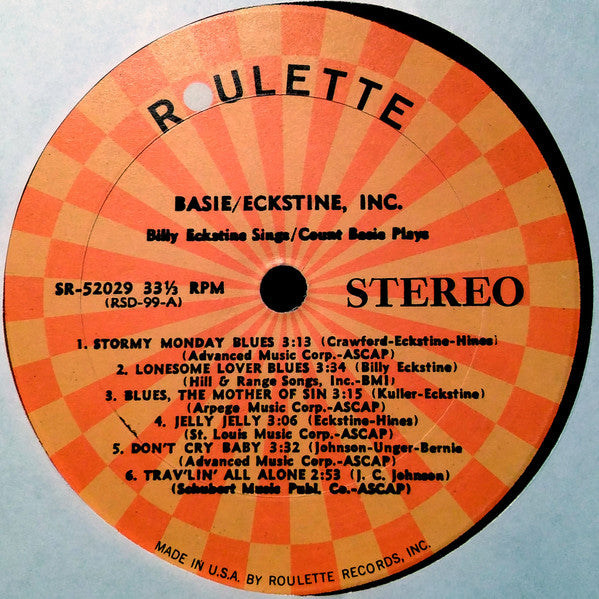 ROULETTE
BASIE/ECKSTINE, INC.
Billy Eckstine Sings/Count Basie Plays
SR-52029 33⅓ RPM
(RSD-99-A)
STEREO
1. STORMY MONDAY BLUES 3:13 (Crawford-Eckstine-Hines)
(Advanced Music Corp.-ASCAP)
2. LONESOME LOVER BLUES 3:34 (Billy Eckstine)
(Hill & Range Songs, Inc.-BMI)
3. BLUES, THE MOTHER OF SIN 3:15 (Kuller-Eckstine)
(Arpege Music Corp.-ASCAP)
4. JELLY JELLY 3:06 (Eckstine-Hines)
(St. Louis Music Corp.-ASCAP)
5. DON'T CRY BABY 3:32 (Johnson-Unger-Bernie
(Advanced Music Corp.-ASCAP)
6. TRAV'LIN' ALL ALONE 2:53 (J. C. Johnson)
(Schubert Music Publ. Co.-ASCAP)
MADE IN U.S.A. BY ROULETTE RECORDS, INC.